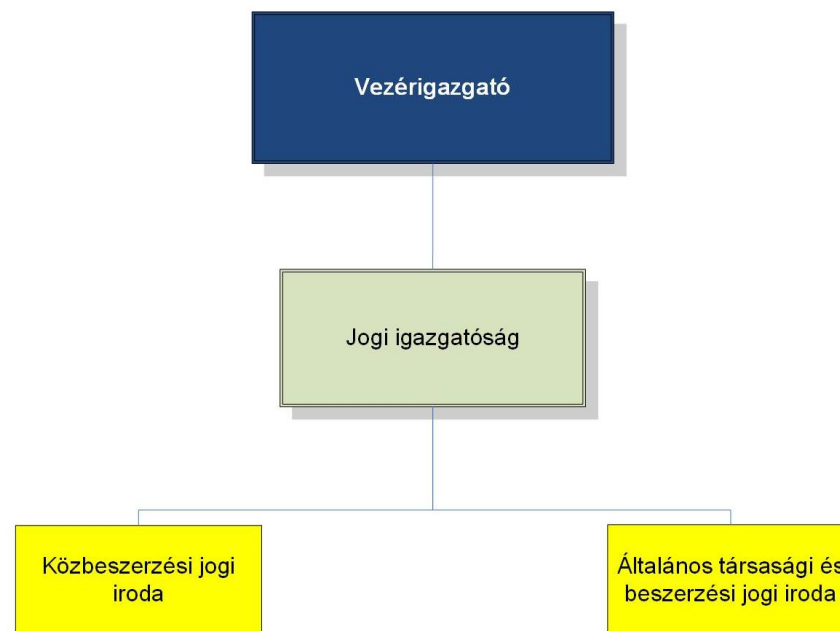 Vezérigazgató
Jogi igazgatóság
Közbeszerzési jogi
iroda
Általános társasági és
beszerzési jogi iroda